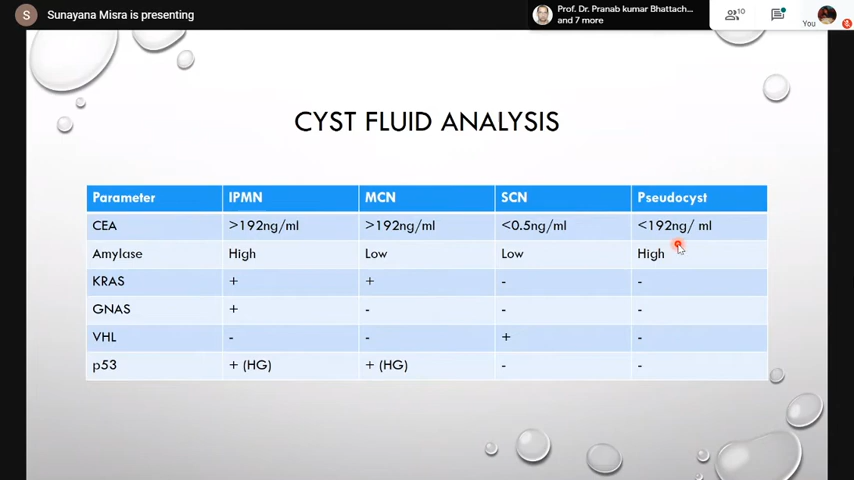 S Sunayana Misra is presenting
Prof. Dr. Pranab kumar Bhattach...
and 7 more
10
You
CYST FLUID ANALYSIS
Parameter IPMN MCN SCN Pseudocyst
CEA >192ng/ml >192ng/ml <0.5ng/ml <192ng/ ml
Amylase High Low Low High
KRAS + + - -
GNAS + - - -
VHL - - + -
p53 + (HG) + (HG) - -